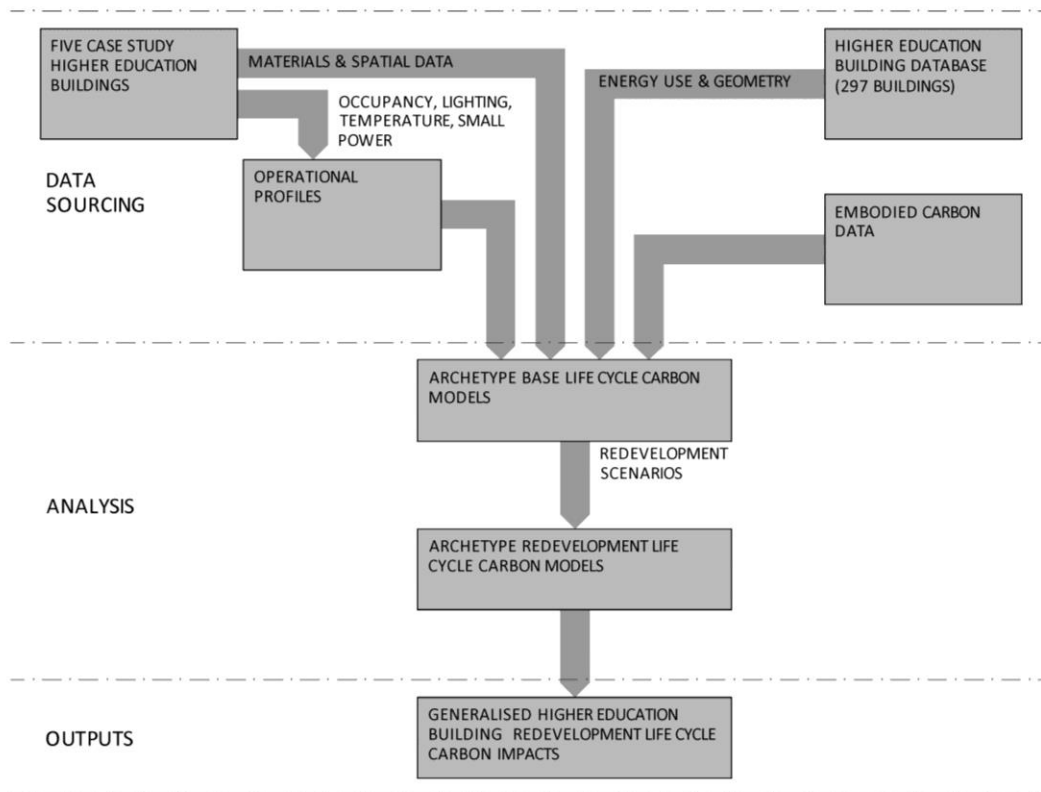 FIVE CASE STUDY
HIGHER EDUCATION
BUILDINGS
MATERIALS & SPATIAL DATA
ENERGY USE & GEOMETRY
HIGHER EDUCATION
BUILDING DATABASE
(297 BUILDINGS)
OCCUPANCY, LIGHTING,
TEMPERATURE, SMALL
POWER
DATA
SOURCING
OPERATIONAL
PROFILES
EMBODIED CARBON
DATA
ARCHETYPE BASE LIFE CYCLE CARBON
MODELS
REDEVELOPMENT
SCENARIOS
ANALYSIS
ARCHETYPE REDEVELOPMENT LIFE
CYCLE CARBON MODELS
OUTPUTS
GENERALISED HIGHER EDUCATION
BUILDING REDEVELOPMENT LIFE CYCLE
CARBON IMPACTS